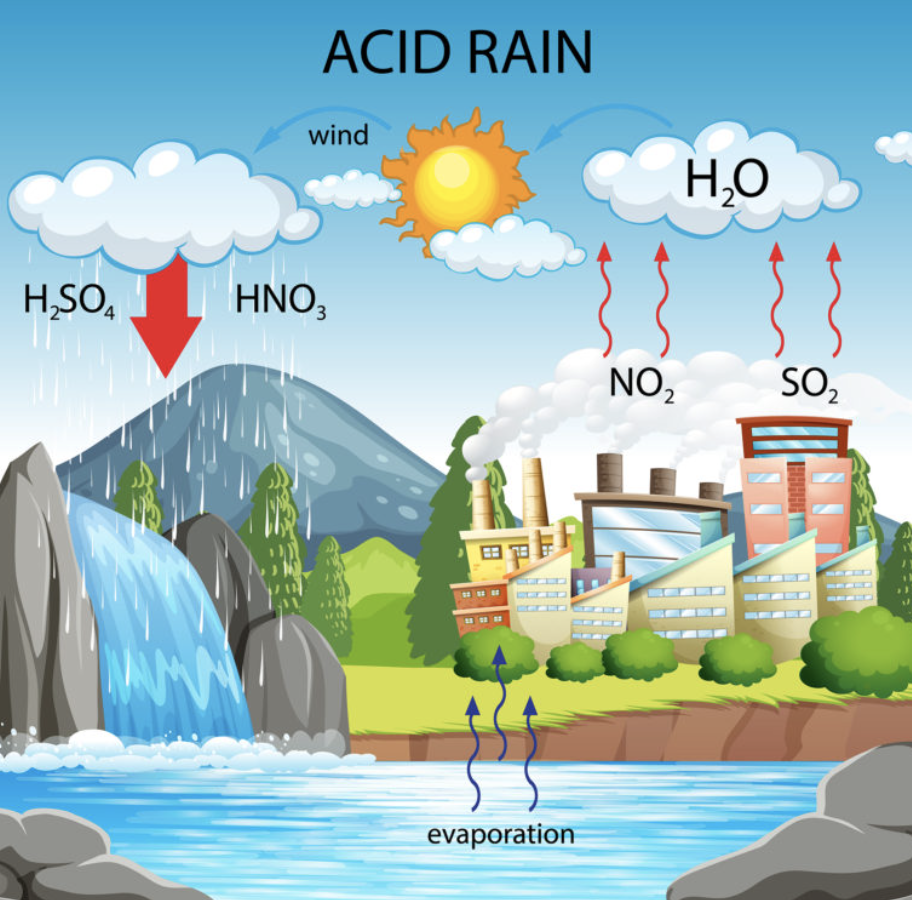 ACID RAIN
wind
H₂O
H₂SO₄
HNO₃
NO₂
SO₂
evaporation